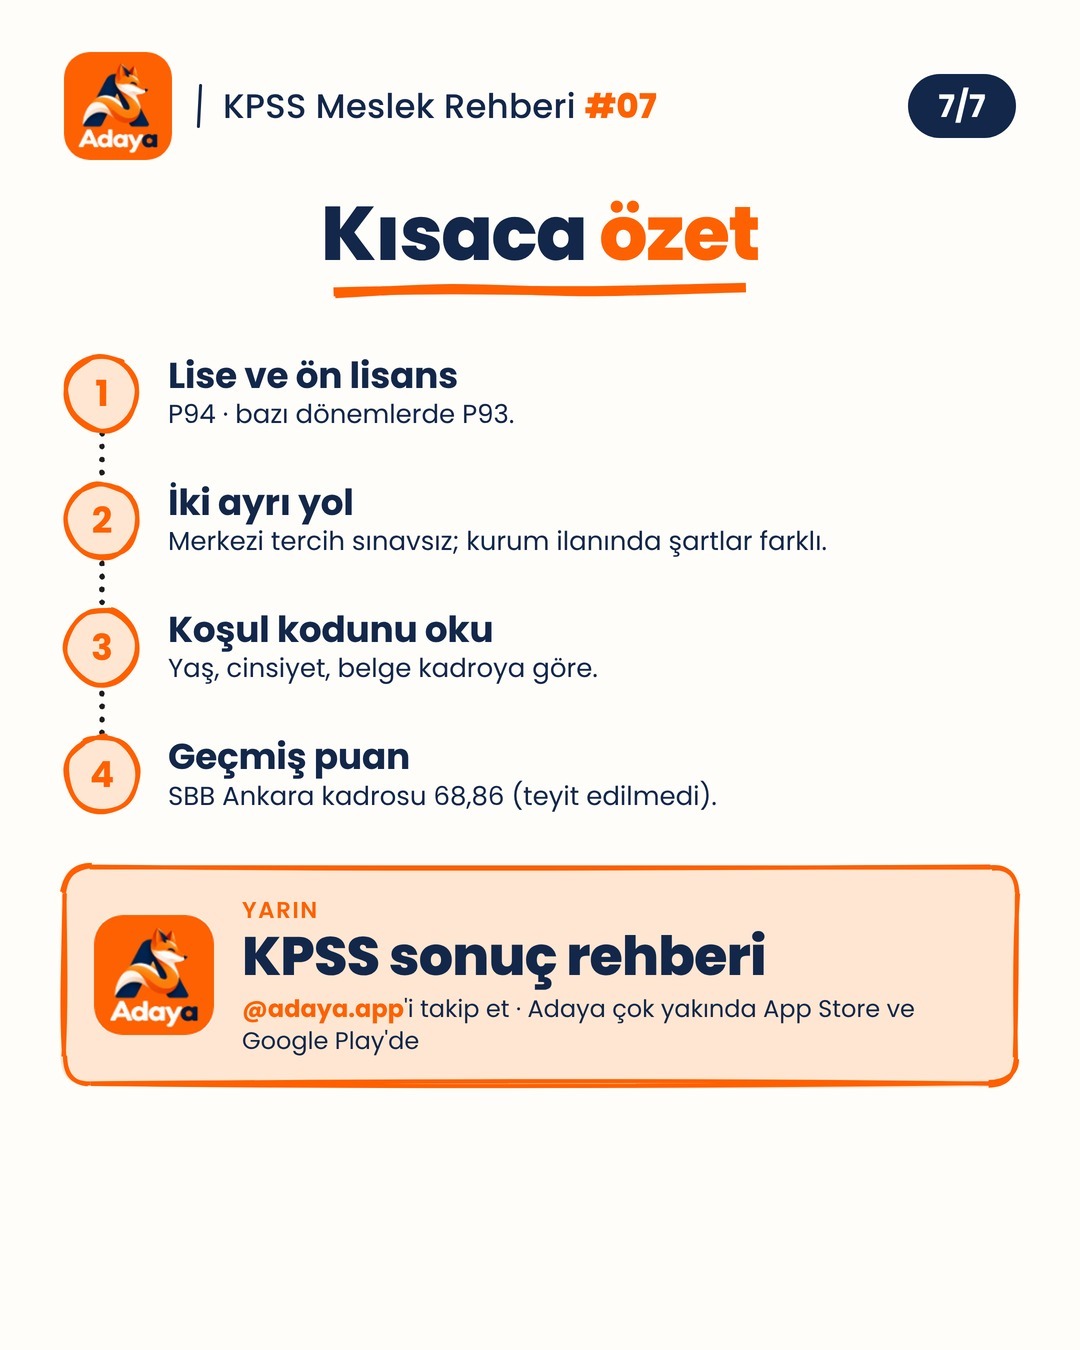 Adaya
KPSS Meslek Rehberi #07
7/7
Kısaca özet
1
Lise ve ön lisans
P94 · bazı dönemlerde P93.
2
İki ayrı yol
Merkezi tercih sınavsız; kurum ilanında şartlar farklı.
3
Koşul kodunu oku
Yaş, cinsiyet, belge kadroya göre.
4
Geçmiş puan
SBB Ankara kadrosu 68,86 (teyit edilmedi).
Adaya
YARIN
KPSS sonuç rehberi
@adaya.app'i takip et · Adaya çok yakında App Store ve
Google Play'de